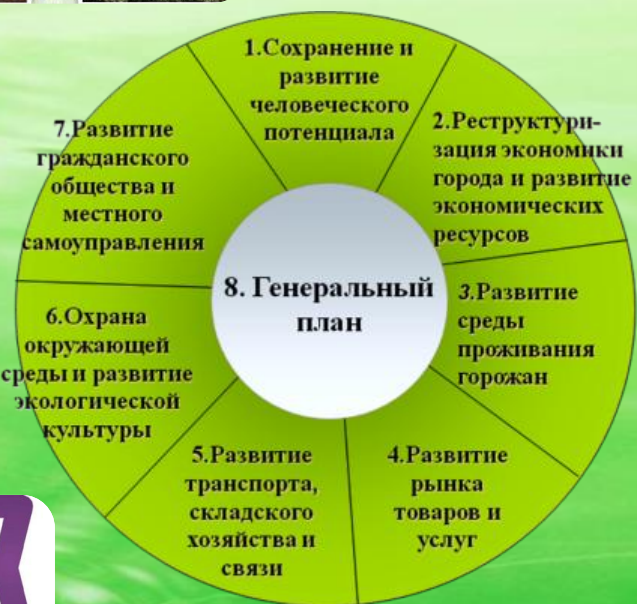 1.Сохранение и
развитие
человеческого
потенциала
2.Реструктури-
зация экономики
города и развитие
экономических
ресурсов
3.Развитие
среды
проживания
горожан
4.Развитие
рынка
товаров и
услуг
5.Развитие
транспорта,
складского
хозяйства и
связи
6.Охрана
окружающей
среды и развитие
экологической
культуры
7.Развитие
гражданского
общества и
местного
самоуправления
8. Генеральный
план